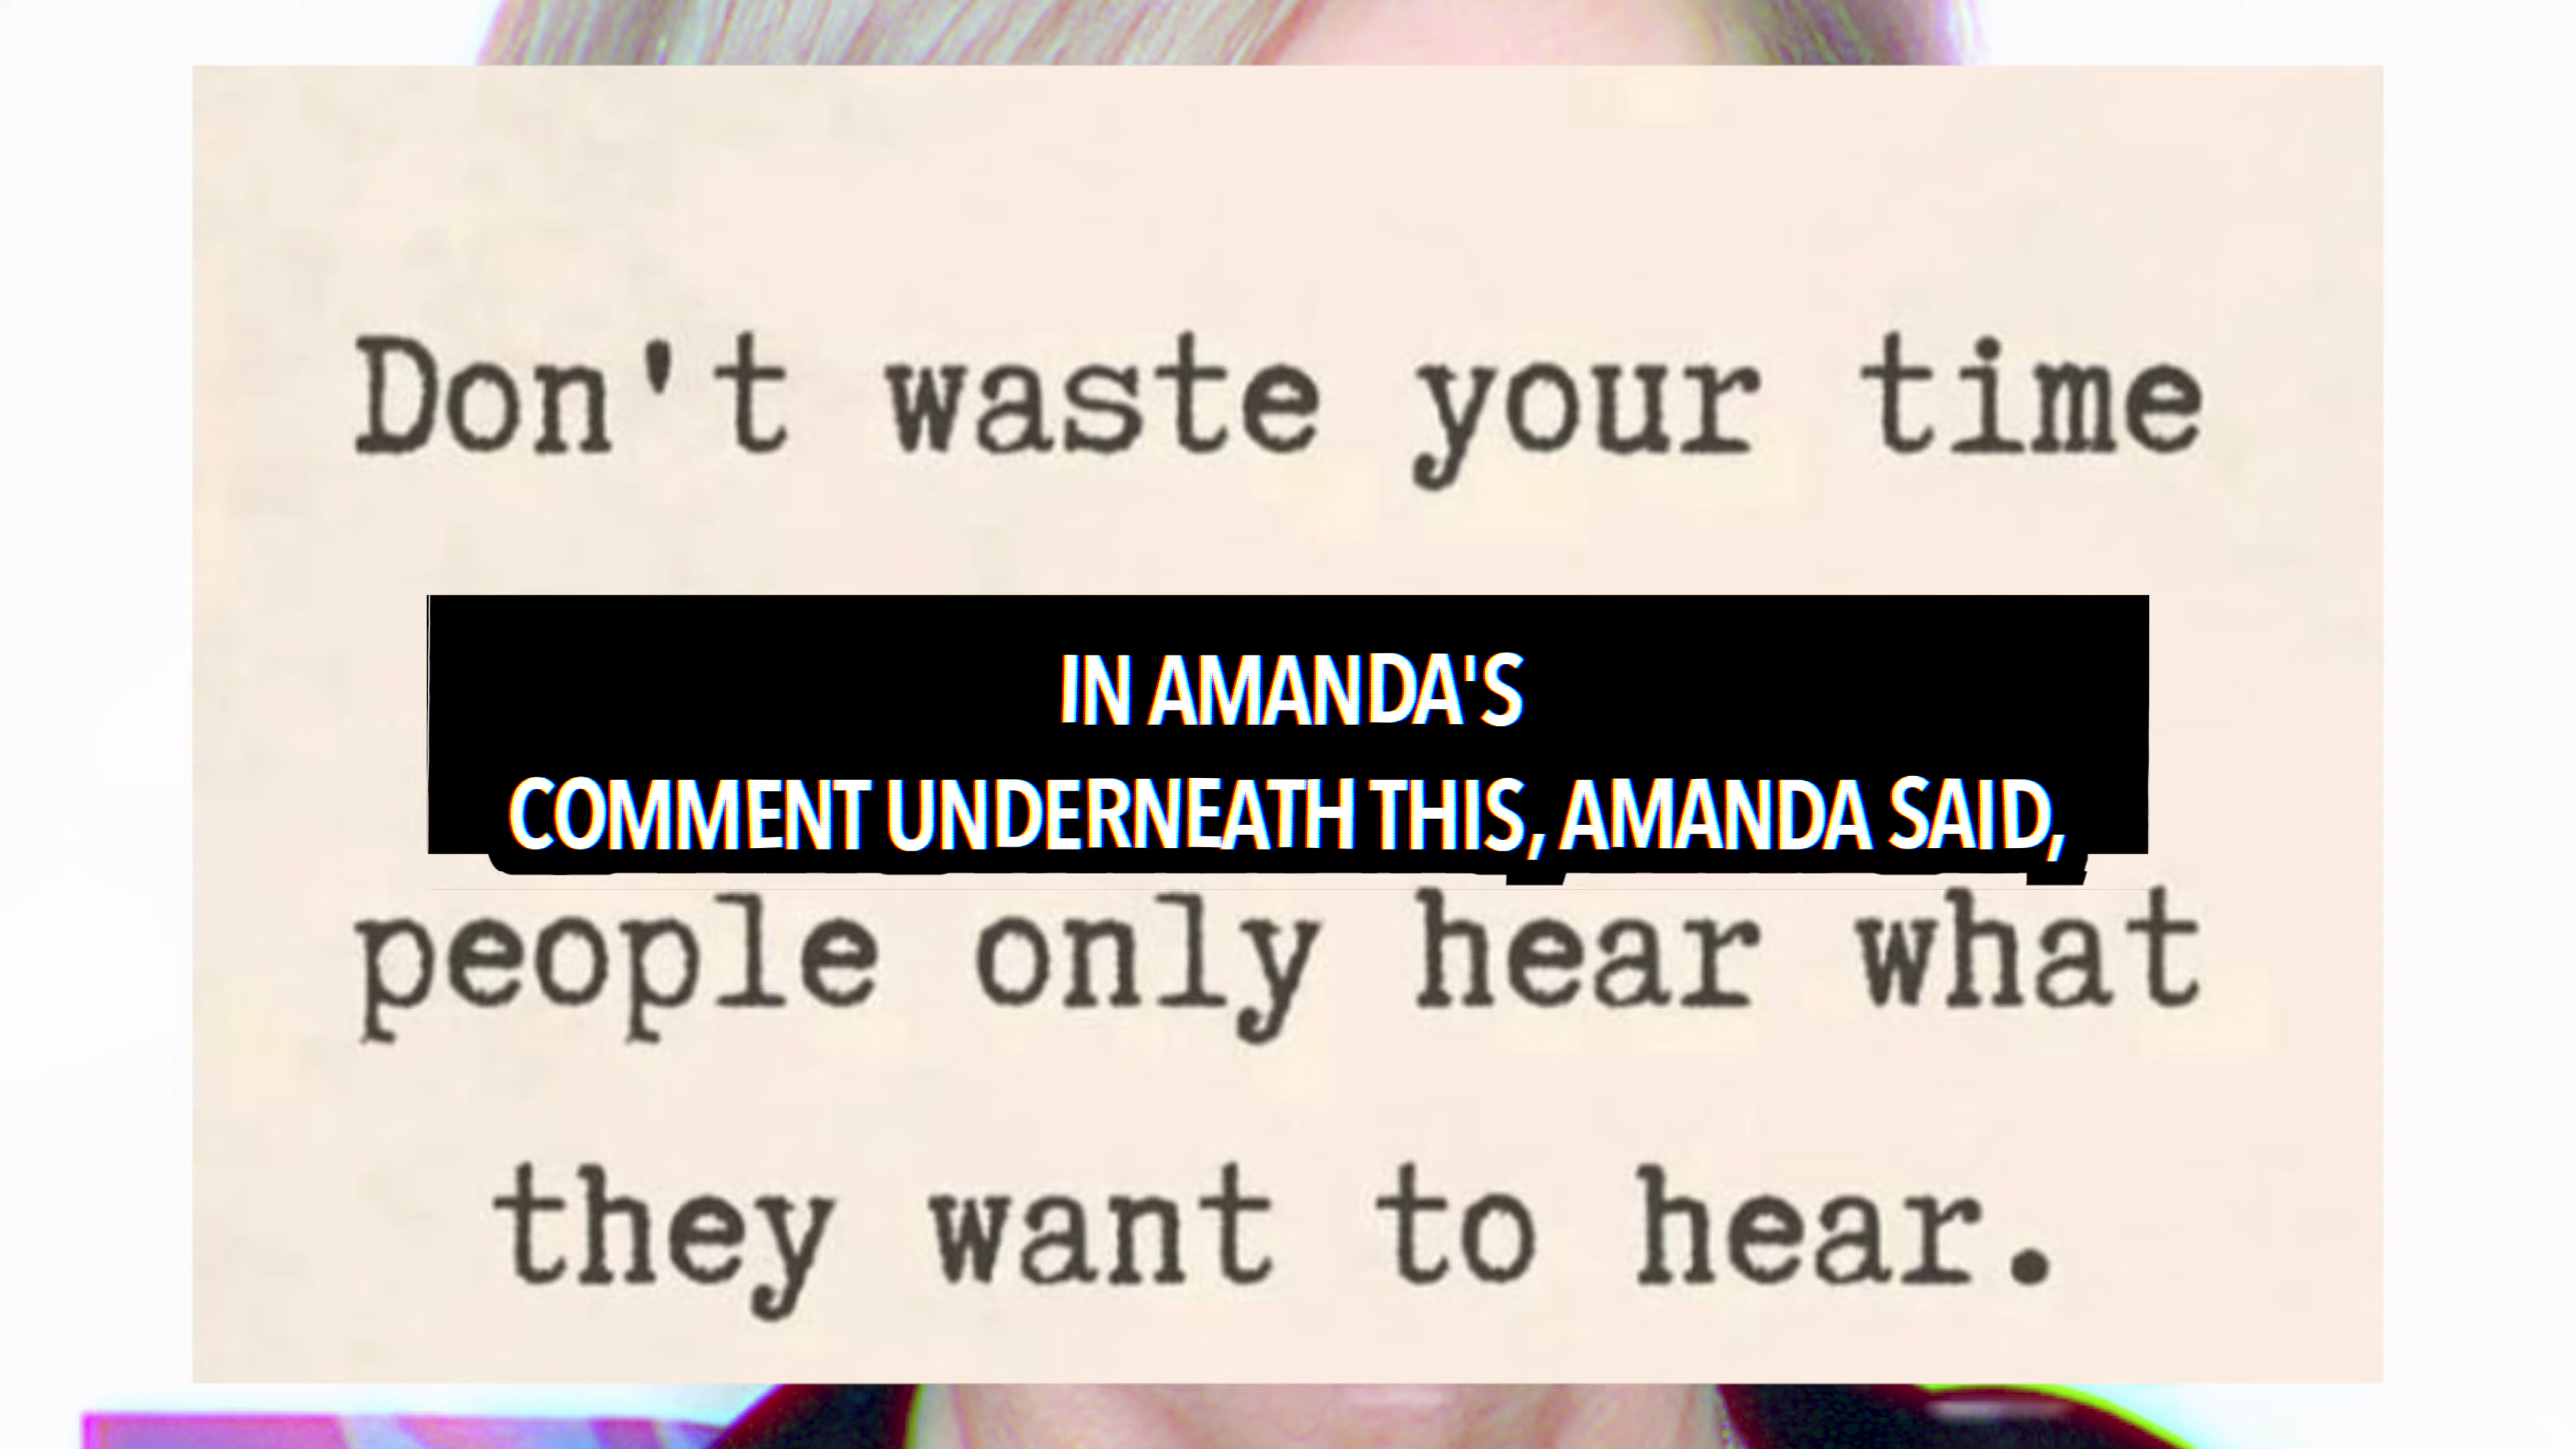 Don't waste your time
IN AMANDA'S
COMMENT UNDERNEATH THIS, AMANDA SAID,
people only hear what
they want to hear.